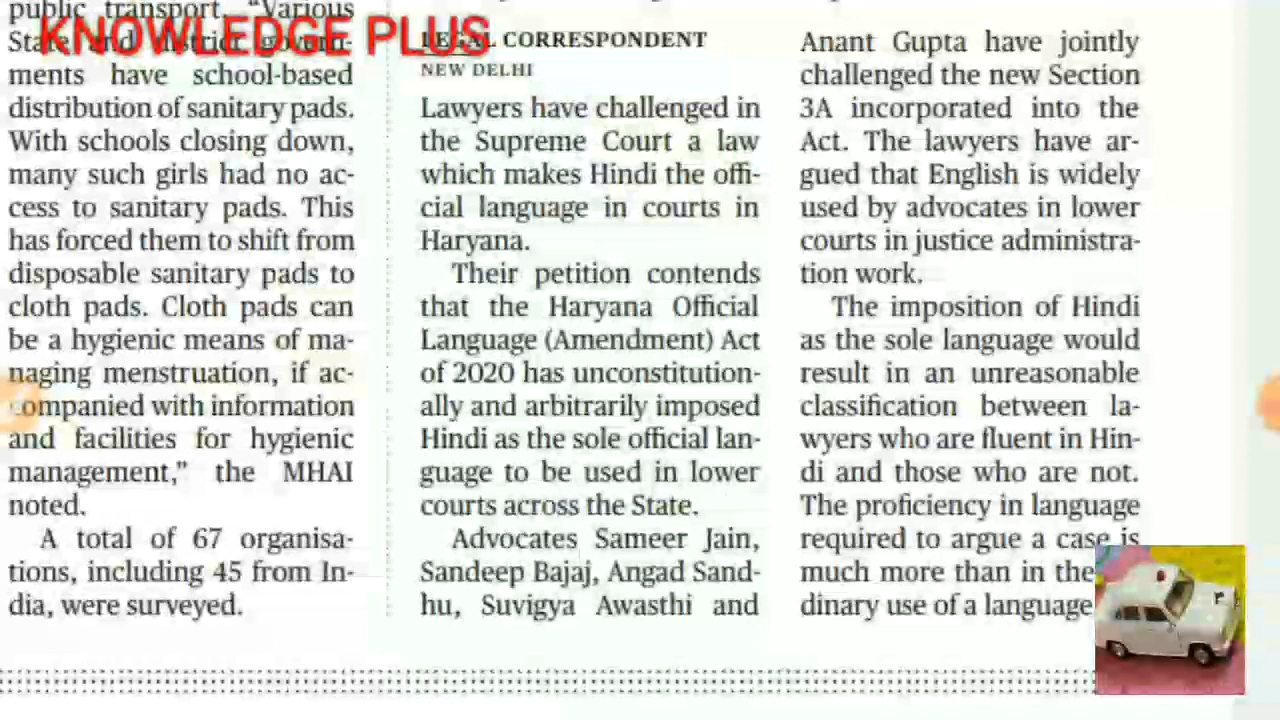 KNOWLEDGE PLUS
public transport. “Various
State and district govern-
ments have school-based
distribution of sanitary pads.
With schools closing down,
many such girls had no ac-
cess to sanitary pads. This
has forced them to shift from
disposable sanitary pads to
cloth pads. Cloth pads can
be a hygienic means of ma-
naging menstruation, if ac-
companied with information
and facilities for hygienic
management,” the MHAI
noted.
A total of 67 organisa-
tions, including 45 from In-
dia, were surveyed.
LEGAL CORRESPONDENT
NEW DELHI
Lawyers have challenged in
the Supreme Court a law
which makes Hindi the offi-
cial language in courts in
Haryana.
Their petition contends
that the Haryana Official
Language (Amendment) Act
of 2020 has unconstitution-
ally and arbitrarily imposed
Hindi as the sole official lan-
guage to be used in lower
courts across the State.
Advocates Sameer Jain,
Sandeep Bajaj, Angad Sand-
hu, Suvigya Awasthi and
Anant Gupta have jointly
challenged the new Section
3A incorporated into the
Act. The lawyers have ar-
gued that English is widely
used by advocates in lower
courts in justice administra-
tion work.
The imposition of Hindi
as the sole language would
result in an unreasonable
classification between la-
wyers who are fluent in Hin-
di and those who are not.
The proficiency in language
required to argue a case is
much more than in the
dinary use of a language